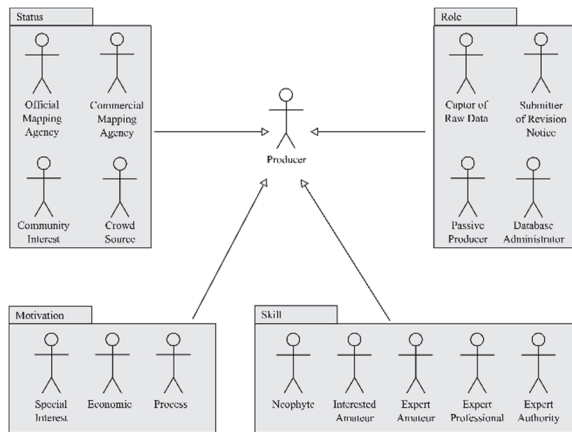 Status
Official
Mapping
Agency
Commercial
Mapping
Agency
Community
Interest
Crowd
Source
Producer
Role
Captor of
Raw Data
Submitter
of Revision
Notice
Passive
Producer
Database
Administrator
Motivation
Special
Interest
Economic
Process
Skill
Neophyte
Interested
Amateur
Expert
Amateur
Expert
Professional
Expert
Authority